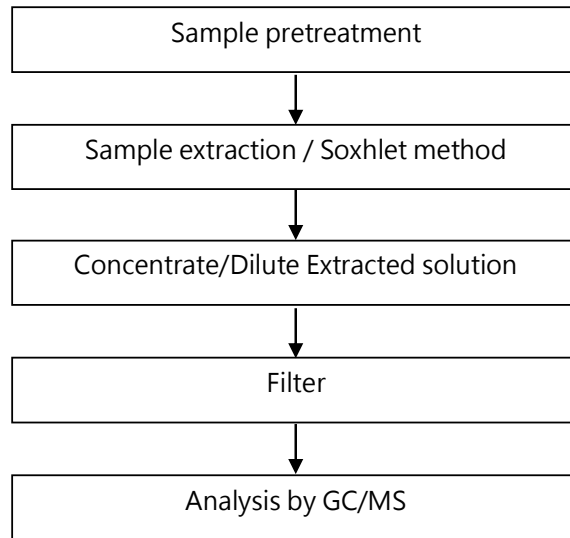 Sample pretreatment
Sample extraction / Soxhlet method
Concentrate/Dilute Extracted solution
Filter
Analysis by GC/MS